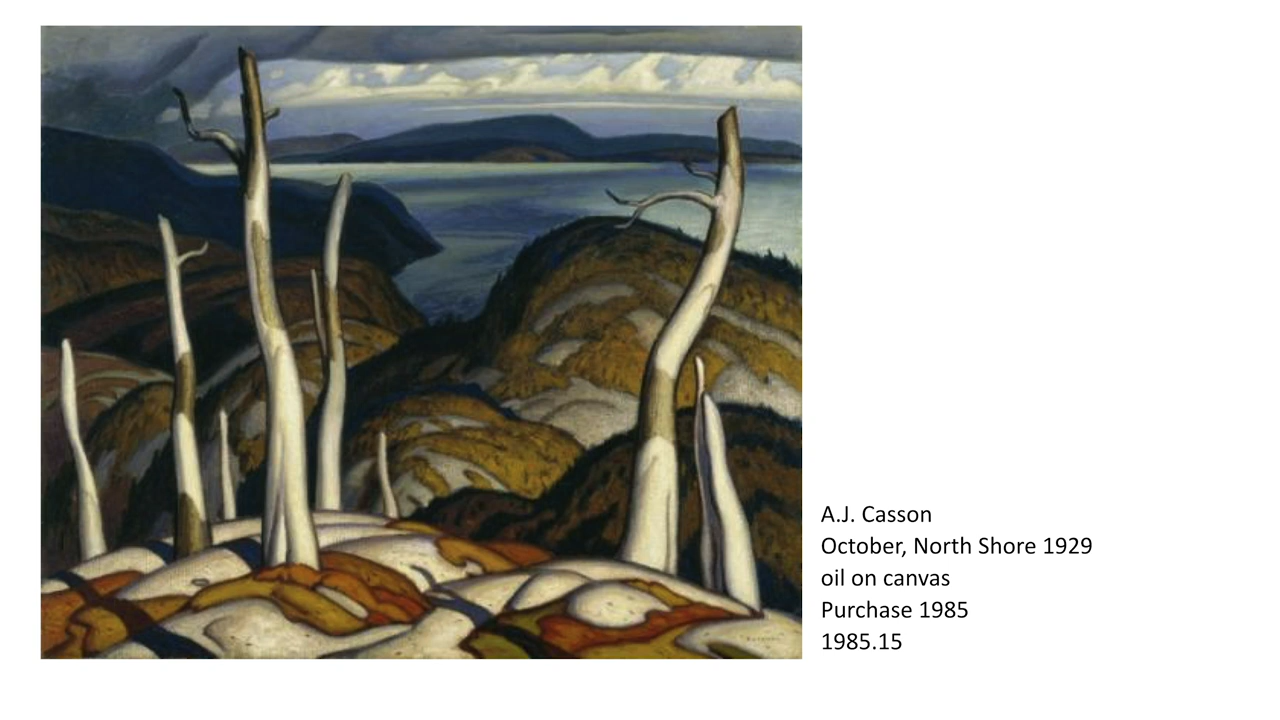 A.J. Casson
October, North Shore 1929
oil on canvas
Purchase 1985
1985.15